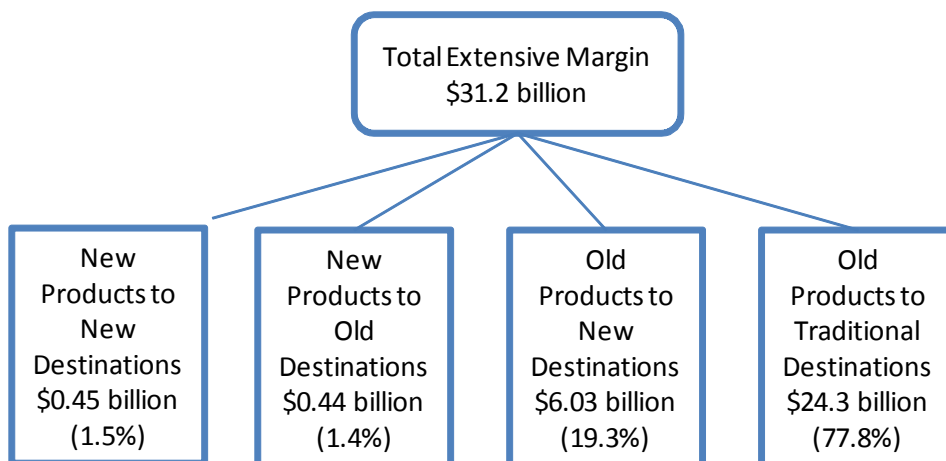 Total Extensive Margin
$31.2 billion
New
Products to
New
Destinations
$0.45 billion
(1.5%)
New
Products to
Old
Destinations
$0.44 billion
(1.4%)
Old
Products to
New
Destinations
$6.03 billion
(19.3%)
Old
Products to
Traditional
Destinations
$24.3 billion
(77.8%)